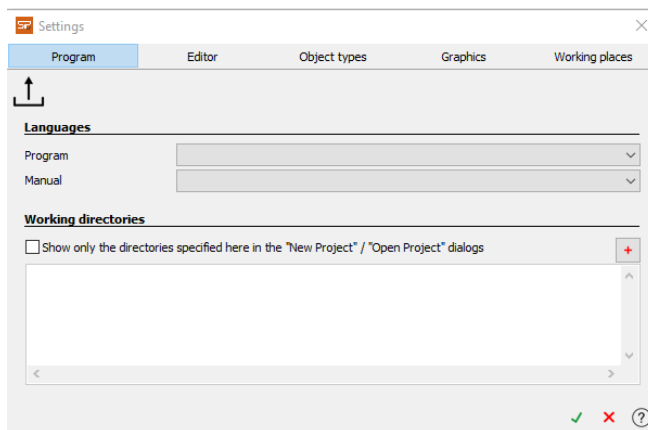 SP Settings
Program Editor Object types Graphics Working places
Languages
Program
Manual
Working directories
Show only the directories specified here in the "New Project" / "Open Project" dialogs